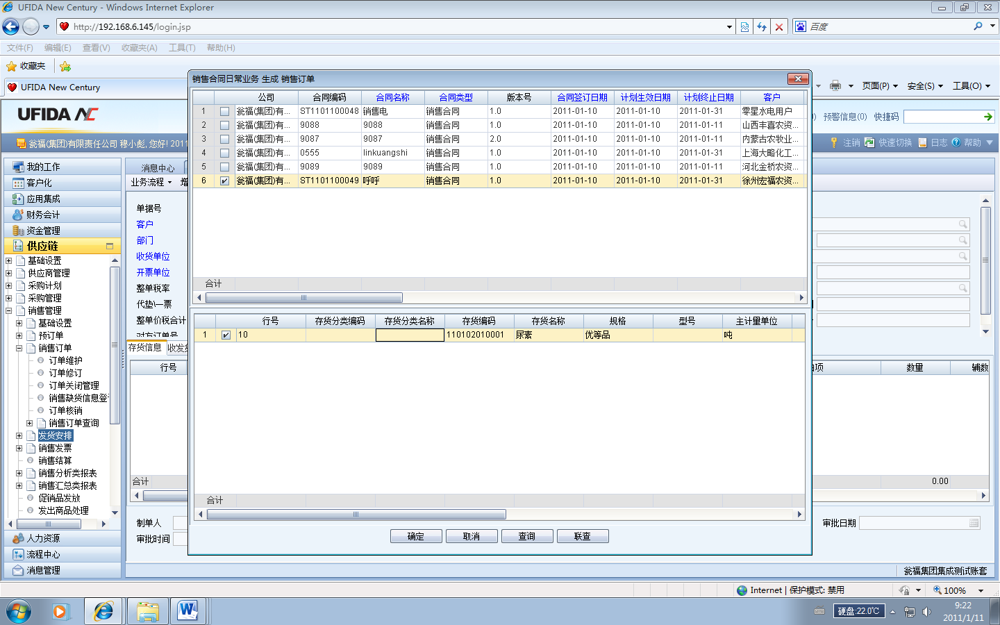 UFIDA New Century - Windows Internet Explorer
http://192.168.6.145/login.jsp
百度
文件(F) 编辑(E) 查看(V) 收藏夹(A) 工具(T) 帮助(H)
收藏夹
UFIDA New Century
页面(P) 安全(S) 工具(O)
UFIDA NC
预警信息(0) 快捷码
瓮福(集团)有限责任公司 穆小彪, 您好! 2011
注销 快速切换 日志 帮助
我的工作
客户化
应用集成
财务会计
资金管理
供应链
基础设置
供应商管理
采购计划
采购管理
销售管理
基础设置
预订单
销售订单
订单维护
订单修订
订单关闭管理
销售缺货信息登
订单核销
销售订单查询
发货安排
销售发票
销售结算
销售分析类报表
销售汇总类报表
促销品发放
发出商品处理
人力资源
流程中心
消息管理
消息中心
业务流程 增
单据号
客户
部门
收货单位
开票单位
整单税率
代垫\一票
整单价税合计
对方订单号
存货信息 收发货
行号
合计
制单人
审批时间
销售合同日常业务 生成 销售订单
公司 合同编码 合同名称 合同类型 版本号 合同签订日期 计划生效日期 计划终止日期 客户
1 瓮福(集团)有... ST1101100048 销售电 销售合同 1.0 2011-01-10 2011-01-10 2011-01-31 零星水电用户
2 瓮福(集团)有... 9088 9088 销售合同 1.0 2011-01-10 2011-01-10 2011-01-11 山西丰喜农资...
3 瓮福(集团)有... 9087 9087 销售合同 2.0 2011-01-10 2011-01-10 2011-01-11 内蒙古农牧业...
4 瓮福(集团)有... 0555 linkuangshi 销售合同 1.0 2011-01-10 2011-01-10 2011-01-31 上海大略化工...
5 瓮福(集团)有... 9089 9089 销售合同 1.0 2011-01-10 2011-01-10 2011-01-11 河北金桥农资...
6 瓮福(集团)有... ST1101100049 呼呼 销售合同 1.0 2011-01-10 2011-01-10 2011-01-31 徐州宏福农资...
合计
行号 存货分类编码 存货分类名称 存货编码 存货名称 规格 型号 主计量单位
1 10 110102010001 尿素 优等品 吨
合计
确定 取消 查询 联查
项 数量 辅数
0.00
审批日期
瓮福集团集成测试账套
Internet | 保护模式: 禁用
100%
硬盘:22.0℃
9:22
2011/1/11